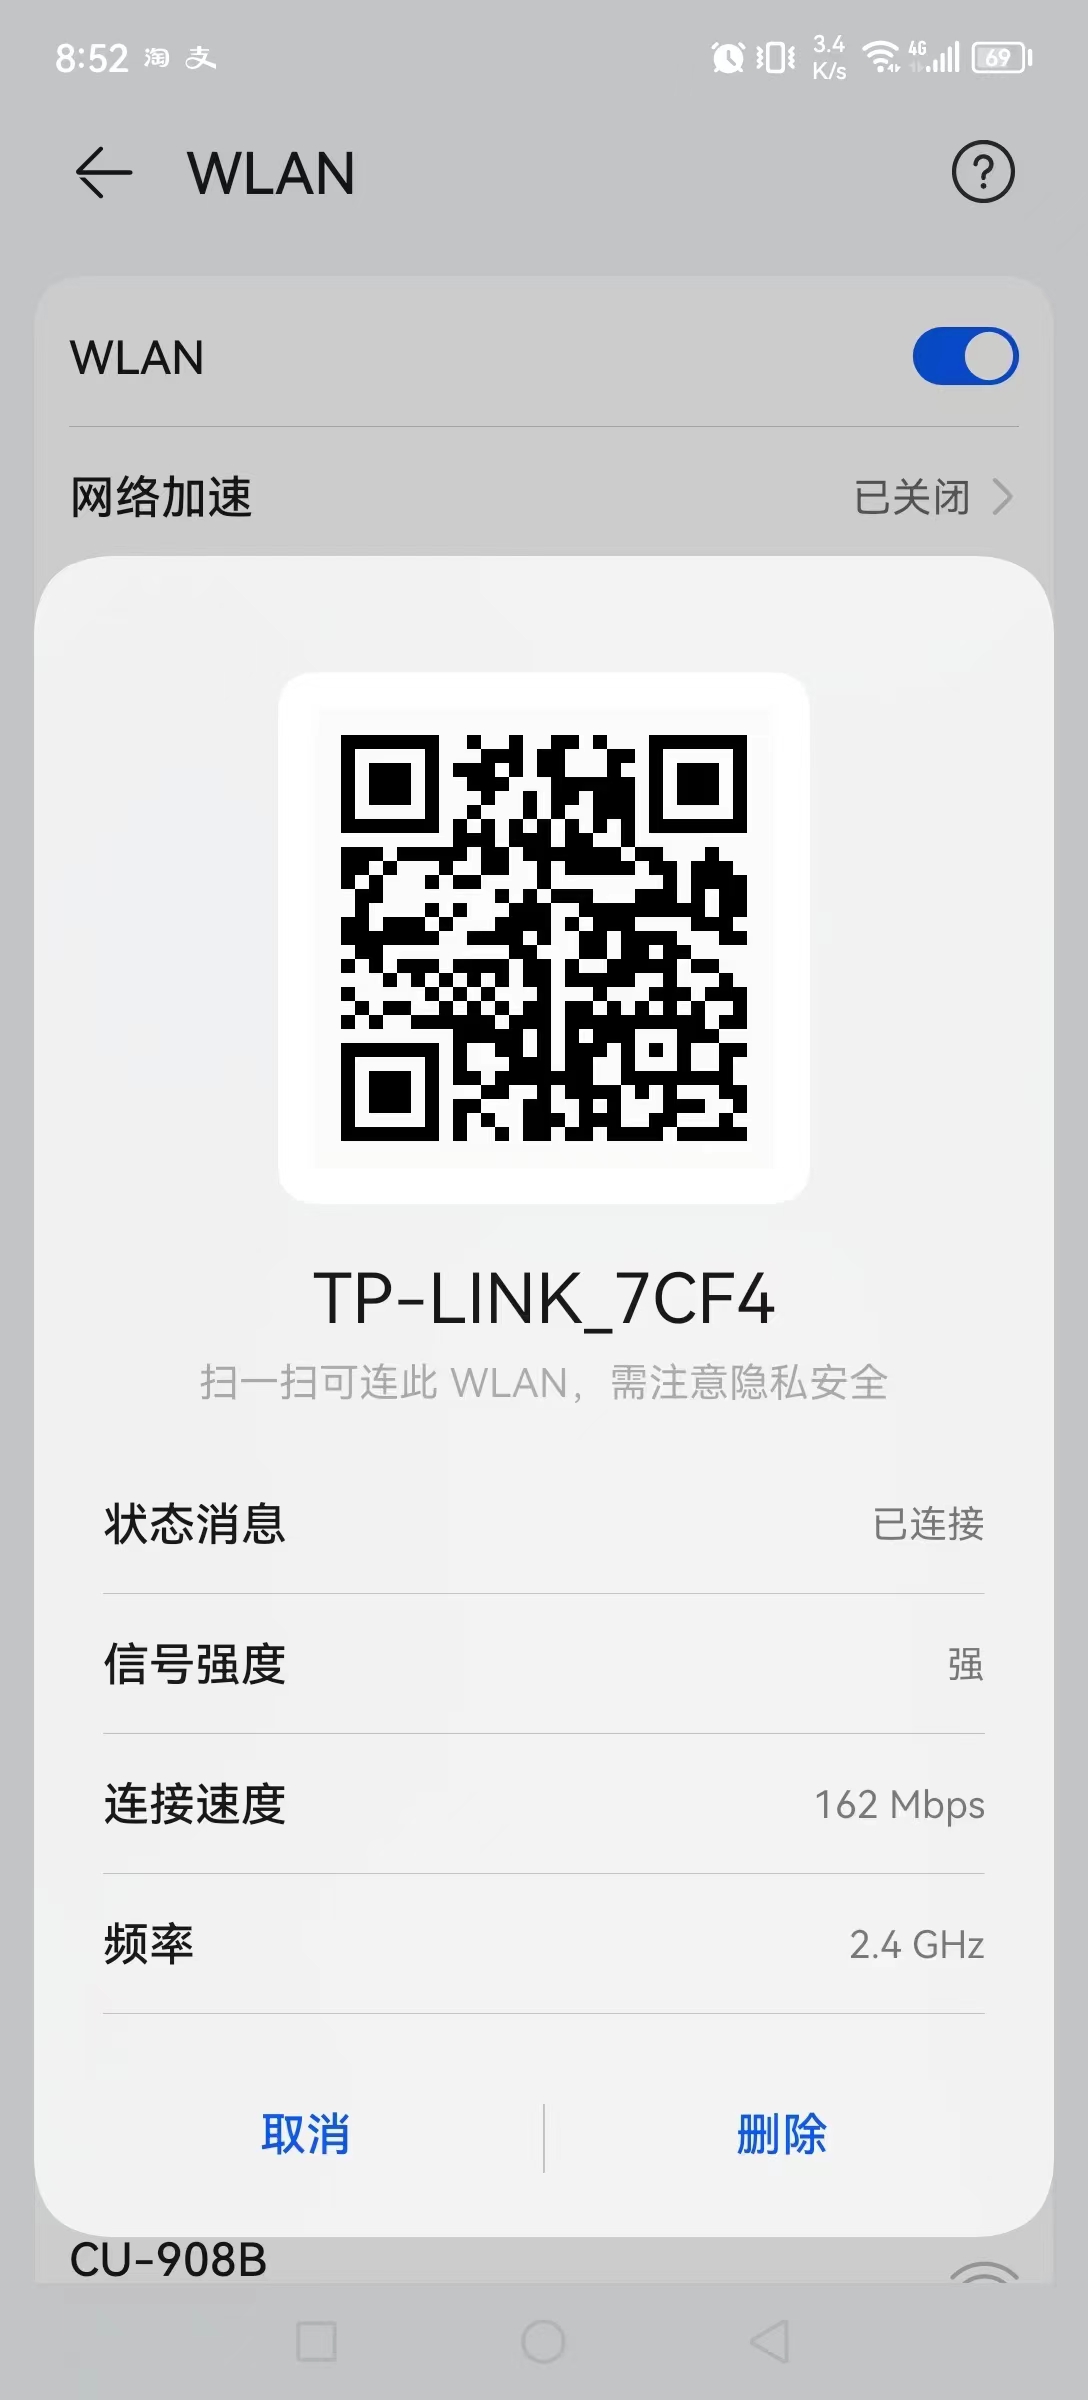 8:52 淘 支 3.4 K/s 4G 69
WLAN
WLAN
网络加速 已关闭
TP-LINK_7CF4
扫一扫可连此 WLAN，需注意隐私安全
状态消息 已连接
信号强度 强
连接速度 162 Mbps
频率 2.4 GHz
取消 删除
CU-908B